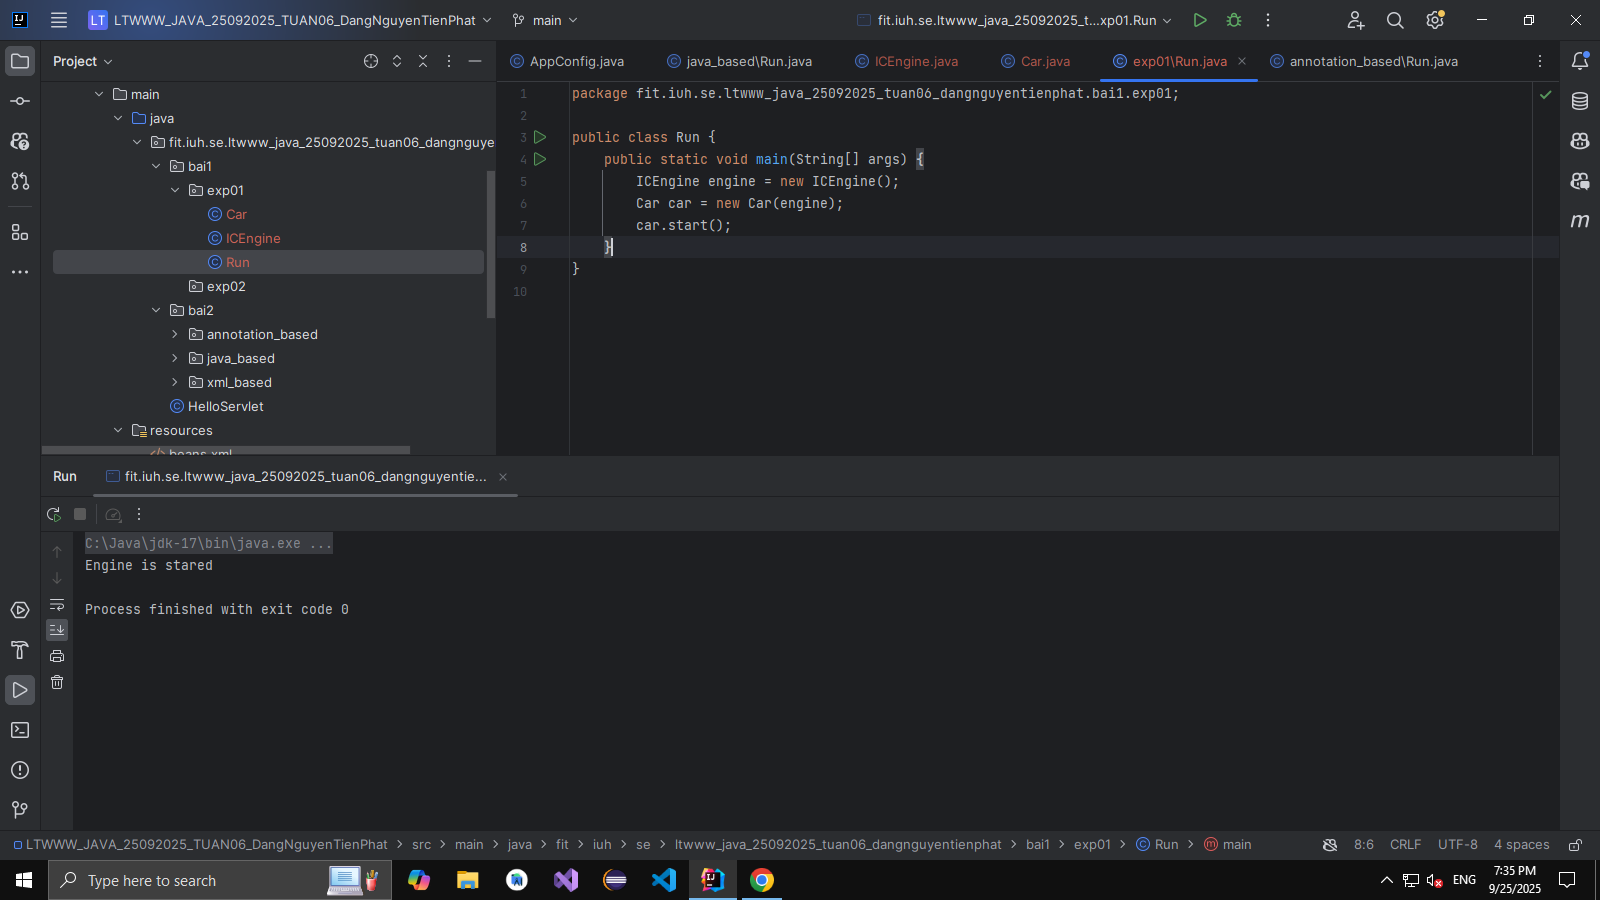 LT LTWWW_JAVA_25092025_TUAN06_DangNguyenTienPhat main fit.iuh.se.ltwww_java_25092025_t...xp01.Run
Project
main
java
fit.iuh.se.ltwww_java_25092025_tuan06_dangnguye
bai1
exp01
Car
ICEngine
Run
exp02
bai2
annotation_based
java_based
xml_based
HelloServlet
resources
beans.xml
AppConfig.java java_based\Run.java ICEngine.java Car.java exp01\Run.java annotation_based\Run.java
1 package fit.iuh.se.ltwww_java_25092025_tuan06_dangnguyentienphat.bai1.exp01;
2
3 public class Run {
4 public static void main(String[] args) {
5 ICEngine engine = new ICEngine();
6 Car car = new Car(engine);
7 car.start();
8 }
9 }
10
m
Run fit.iuh.se.ltwww_java_25092025_tuan06_dangnguyentie...
C:\Java\jdk-17\bin\java.exe ...
Engine is stared
Process finished with exit code 0
LTWWW_JAVA_25092025_TUAN06_DangNguyenTienPhat > src > main > java > fit > iuh > se > ltwww_java_25092025_tuan06_dangnguyentienphat > bai1 > exp01 > Run > main 8:6 CRLF UTF-8 4 spaces
Type here to search
ENG
7:35 PM
9/25/2025